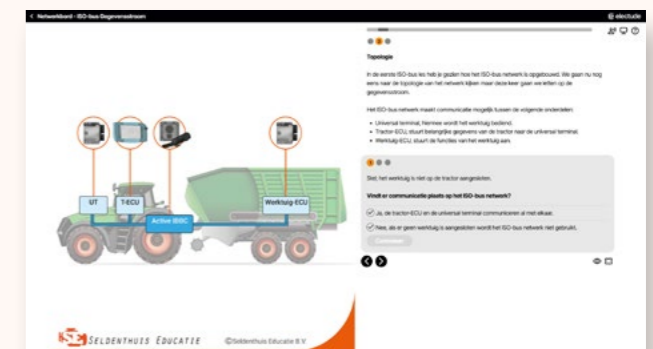 Netwerkbord - ISO-bus Gegevensstroom
electude
Topologie
In de eerste ISO-bus les heb je gezien hoe het ISO-bus netwerk is opgebouwd. We gaan nu nog
eens naar de topologie van het netwerk kijken maar deze keer gaan we letten op de
gegevensstroom.
Het ISO-bus netwerk maakt communicatie mogelijk tussen de volgende onderdelen:
• Universal terminal, hiermee wordt het werktuig bediend.
• Tractor-ECU, stuurt belangrijke gegevens van de tractor naar de universal terminal.
• Werktuig-ECU, stuurt de functies van het werktuig aan.
Stel, het werktuig is niet op de tractor aangesloten.
Vindt er communicatie plaats op het ISO-bus netwerk?
Ja, de tractor-ECU en de universal terminal communiceren al met elkaar.
Nee, als er geen werktuig is aangesloten wordt het ISO-bus netwerk niet gebruikt.
UT
T-ECU
Werktuig-ECU
Active IBBC
SE SELDENTHUIS EDUCATIE
©Seldenthuis Educatie B.V